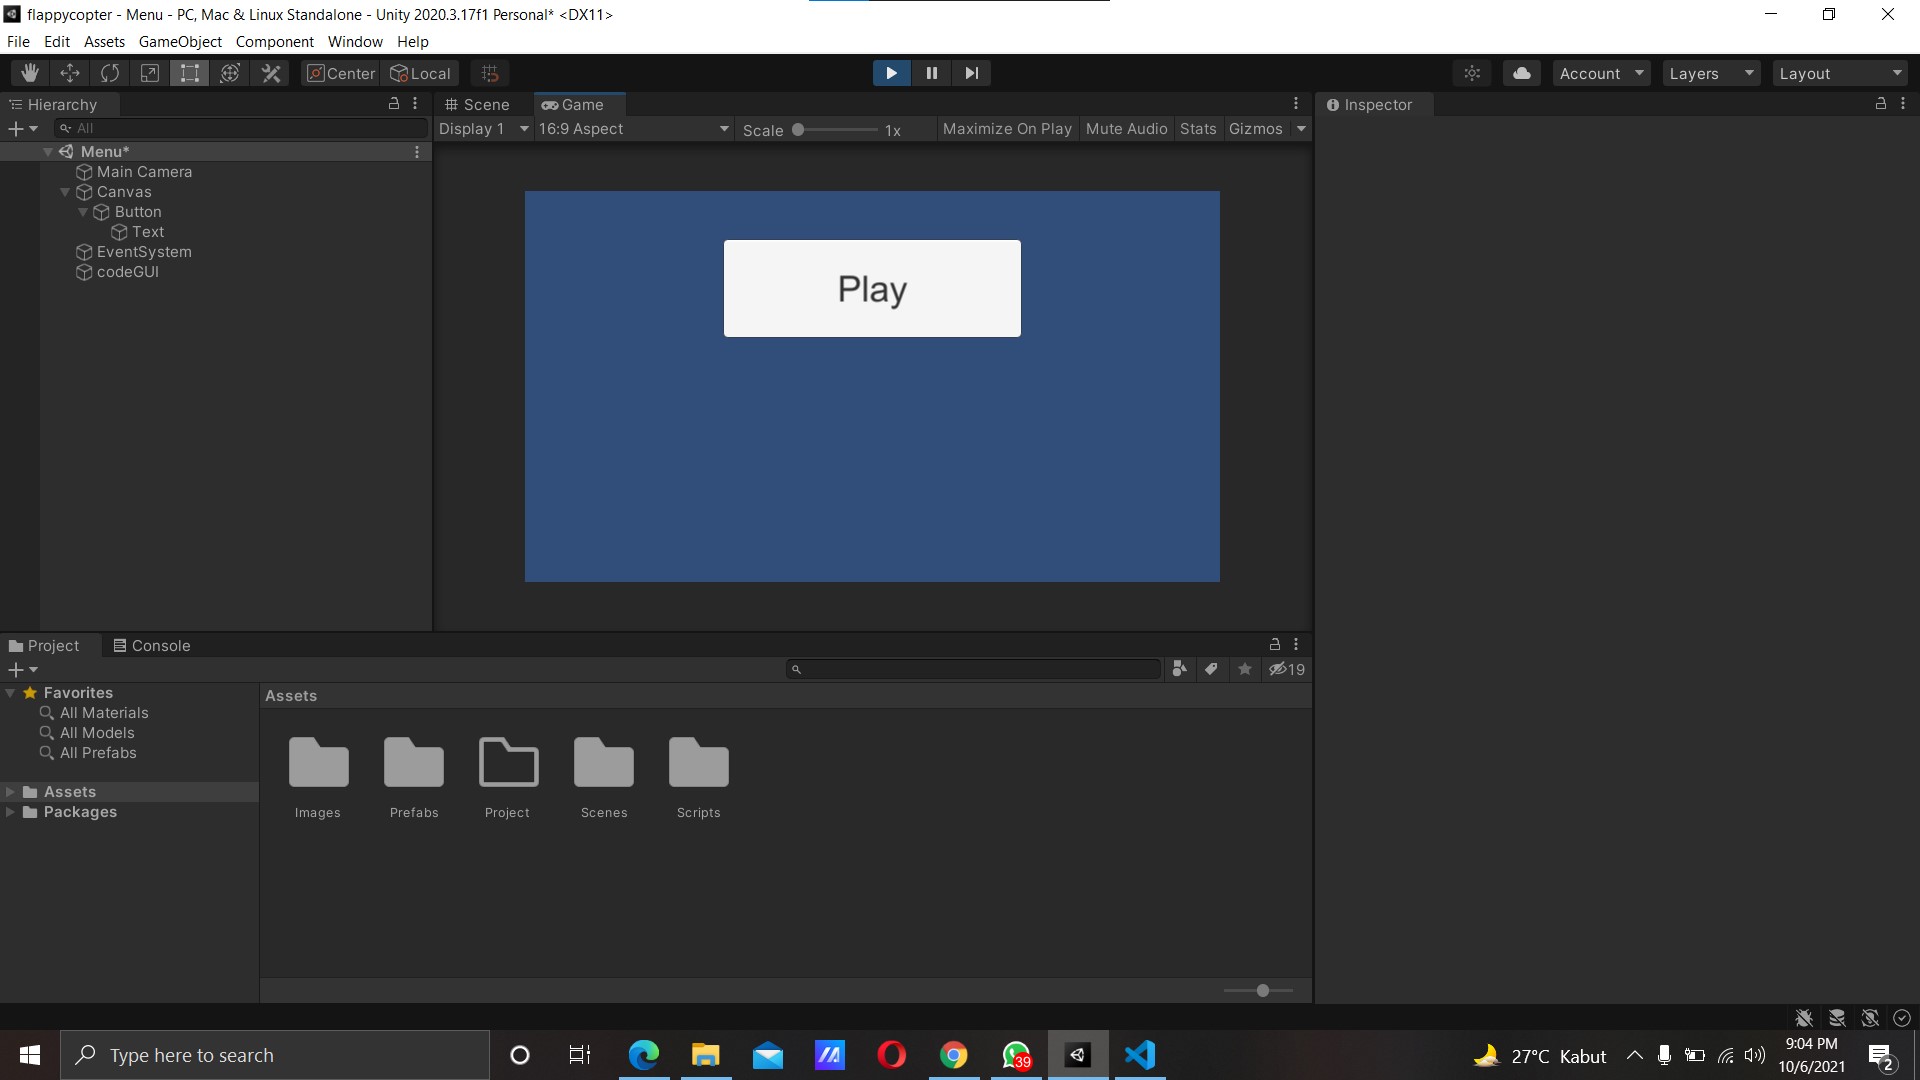 flappycopter - Menu - PC, Mac & Linux Standalone - Unity 2020.3.17f1 Personal* <DX11>
File Edit Assets GameObject Component Window Help
Center Local Account Layers Layout
Hierarchy
Scene Game
Inspector
All
Display 1 16:9 Aspect Scale 1x Maximize On Play Mute Audio Stats Gizmos
Menu*
Main Camera
Canvas
Button
Text
EventSystem
codeGUI
Play
Project Console
19
Favorites
All Materials
All Models
All Prefabs
Assets
Packages
Assets
Images Prefabs Project Scenes Scripts
Type here to search
39
27°C Kabut
9:04 PM
10/6/2021
2